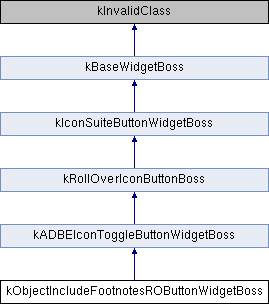 kInvalidClass
kBaseWidgetBoss
kIconSuiteButtonWidgetBoss
kRollOverIconButtonBoss
kADBEIconToggleButtonWidgetBoss
kObjectIncludeFootnotesROButtonWidgetBoss